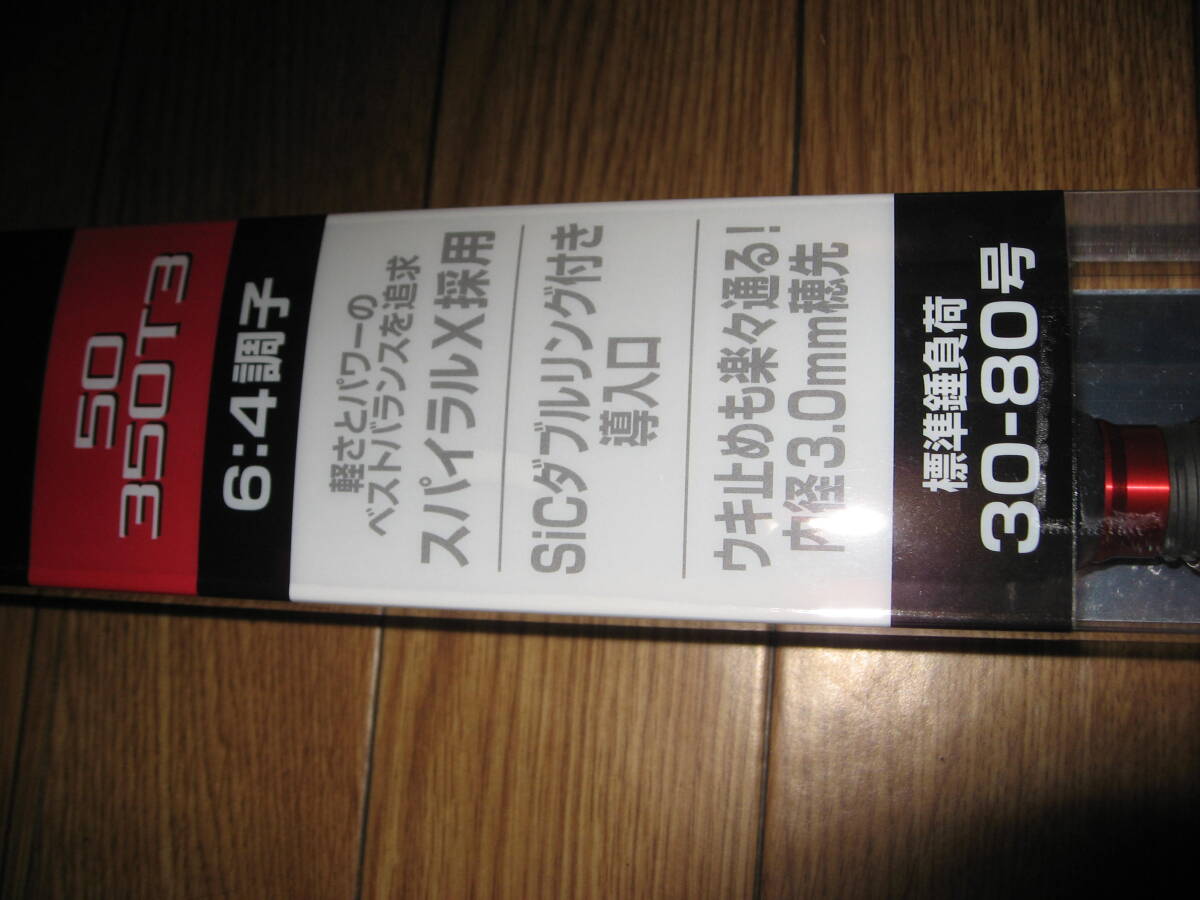 50
350T3
6:4調子
軽さとパワーの
ベストバランスを追求
スパイラルX採用
SiCダブルリング付き
導入口
ウキ止めも楽々通る!
内径3.0mm穂先
標準錘負荷
30-80号